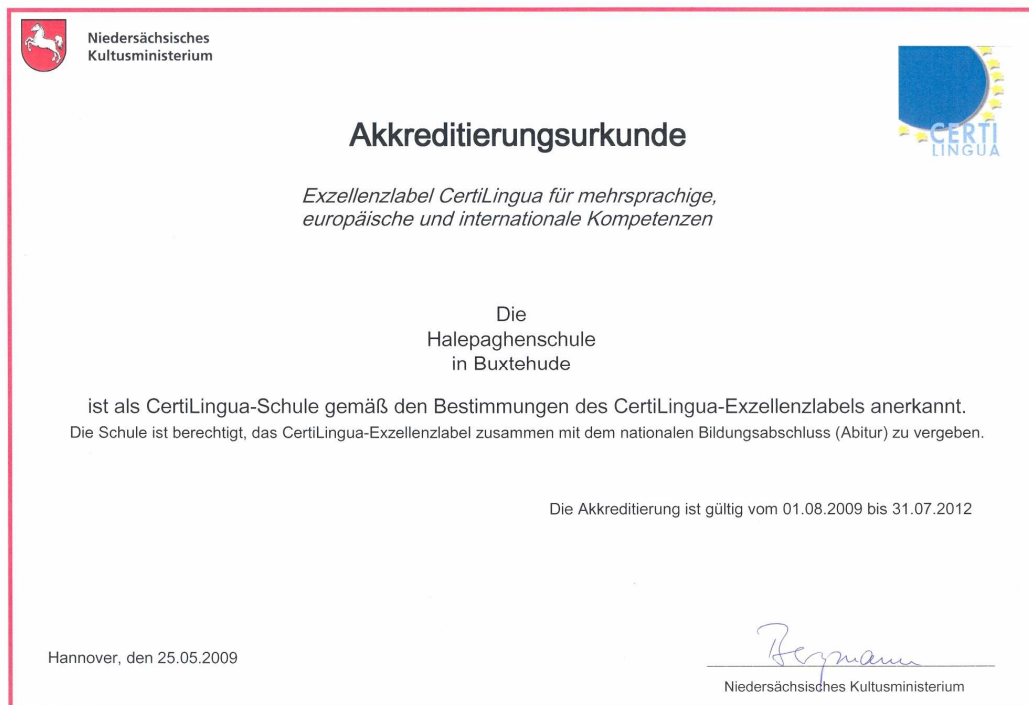 Niedersächsisches
Kultusministerium
CERTI
LINGUA
Akkreditierungsurkunde
Exzellenzlabel CertiLingua für mehrsprachige,
europäische und internationale Kompetenzen
Die
Halepaghenschule
in Buxtehude
ist als CertiLingua-Schule gemäß den Bestimmungen des CertiLingua-Exzellenzlabels anerkannt.
Die Schule ist berechtigt, das CertiLingua-Exzellenzlabel zusammen mit dem nationalen Bildungsabschluss (Abitur) zu vergeben.
Die Akkreditierung ist gültig vom 01.08.2009 bis 31.07.2012
Hannover, den 25.05.2009
Bergmann
Niedersächsisches Kultusministerium